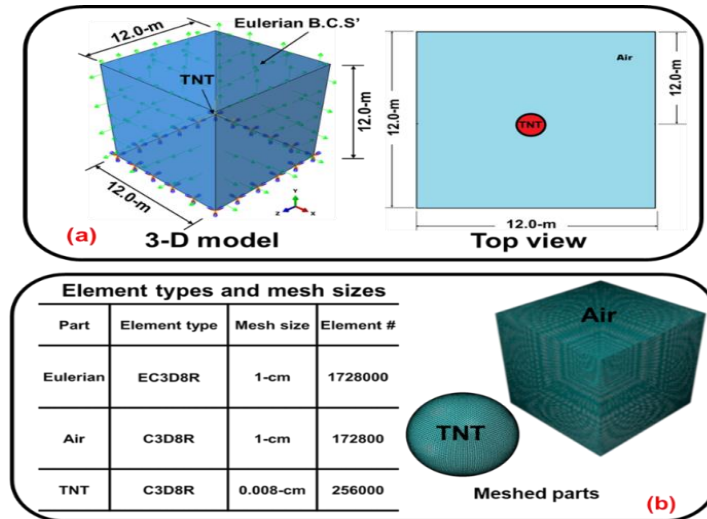 12.0-m
Eulerian B.C.S'
TNT
12.0-m
12.0-m
Y
Z
X
(a)
3-D model
Air
TNT
12.0-m
12.0-m
12.0-m
Top view
Element types and mesh sizes
Part Element type Mesh size Element #
Eulerian EC3D8R 1-cm 1728000
Air C3D8R 1-cm 172800
TNT C3D8R 0.008-cm 256000
Air
TNT
Meshed parts
(b)